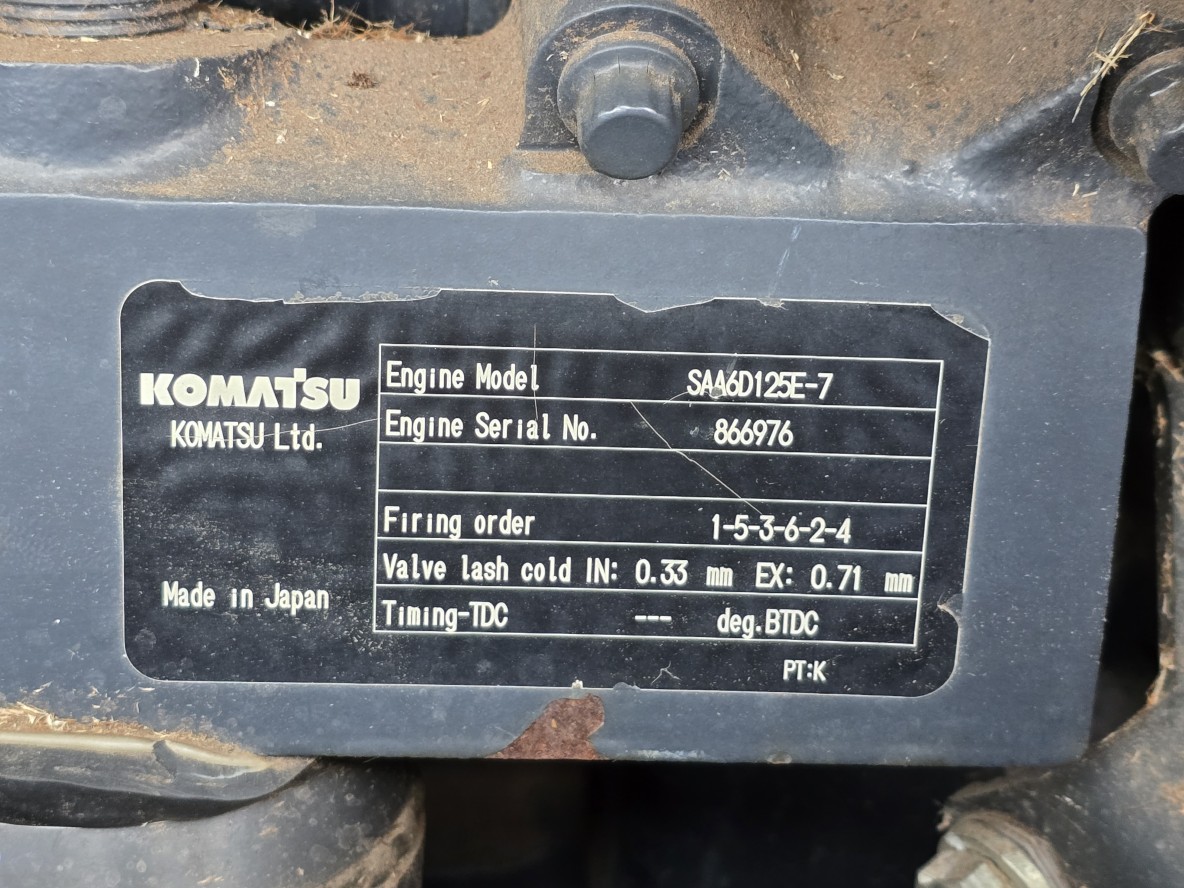 KOMATSU
KOMATSU Ltd.
Made in Japan
Engine Model SAA6D125E-7
Engine Serial No. 866976
Firing order 1-5-3-6-2-4
Valve lash cold IN: 0.33 mm EX: 0.71 mm
Timing-TDC --- deg.BTDC
PT:K